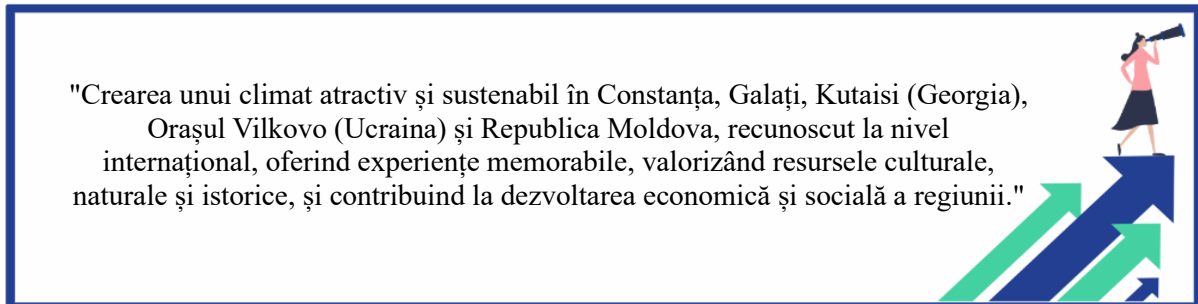 "Crearea unui climat atractiv și sustenabil în Constanța, Galați, Kutaisi (Georgia),
Orașul Vilkovo (Ucraina) și Republica Moldova, recunoscut la nivel
internațional, oferind experiențe memorabile, valorizând resursele culturale,
naturale și istorice, și contribuind la dezvoltarea economică și socială a regiunii."